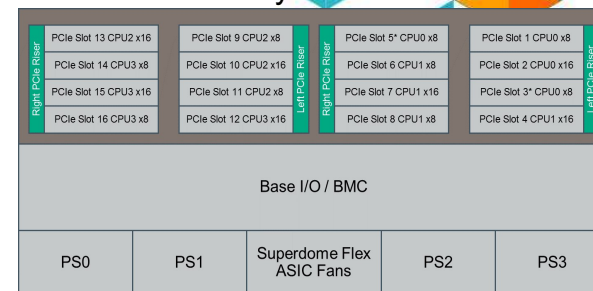 Right PCIe Riser
PCIe Slot 13 CPU2 x16
PCIe Slot 14 CPU3 x8
PCIe Slot 15 CPU3 x16
PCIe Slot 16 CPU3 x8
PCIe Slot 9 CPU2 x8
PCIe Slot 10 CPU2 x16
PCIe Slot 11 CPU2 x8
PCIe Slot 12 CPU3 x16
Left PCIe Riser
Right PCIe Riser
PCIe Slot 5* CPU0 x8
PCIe Slot 6 CPU1 x8
PCIe Slot 7 CPU1 x16
PCIe Slot 8 CPU1 x8
PCIe Slot 1 CPU0 x8
PCIe Slot 2 CPU0 x16
PCIe Slot 3* CPU0 x8
PCIe Slot 4 CPU1 x16
Left PCIe Riser
Base I/O / BMC
PS0
PS1
Superdome Flex
ASIC Fans
PS2
PS3